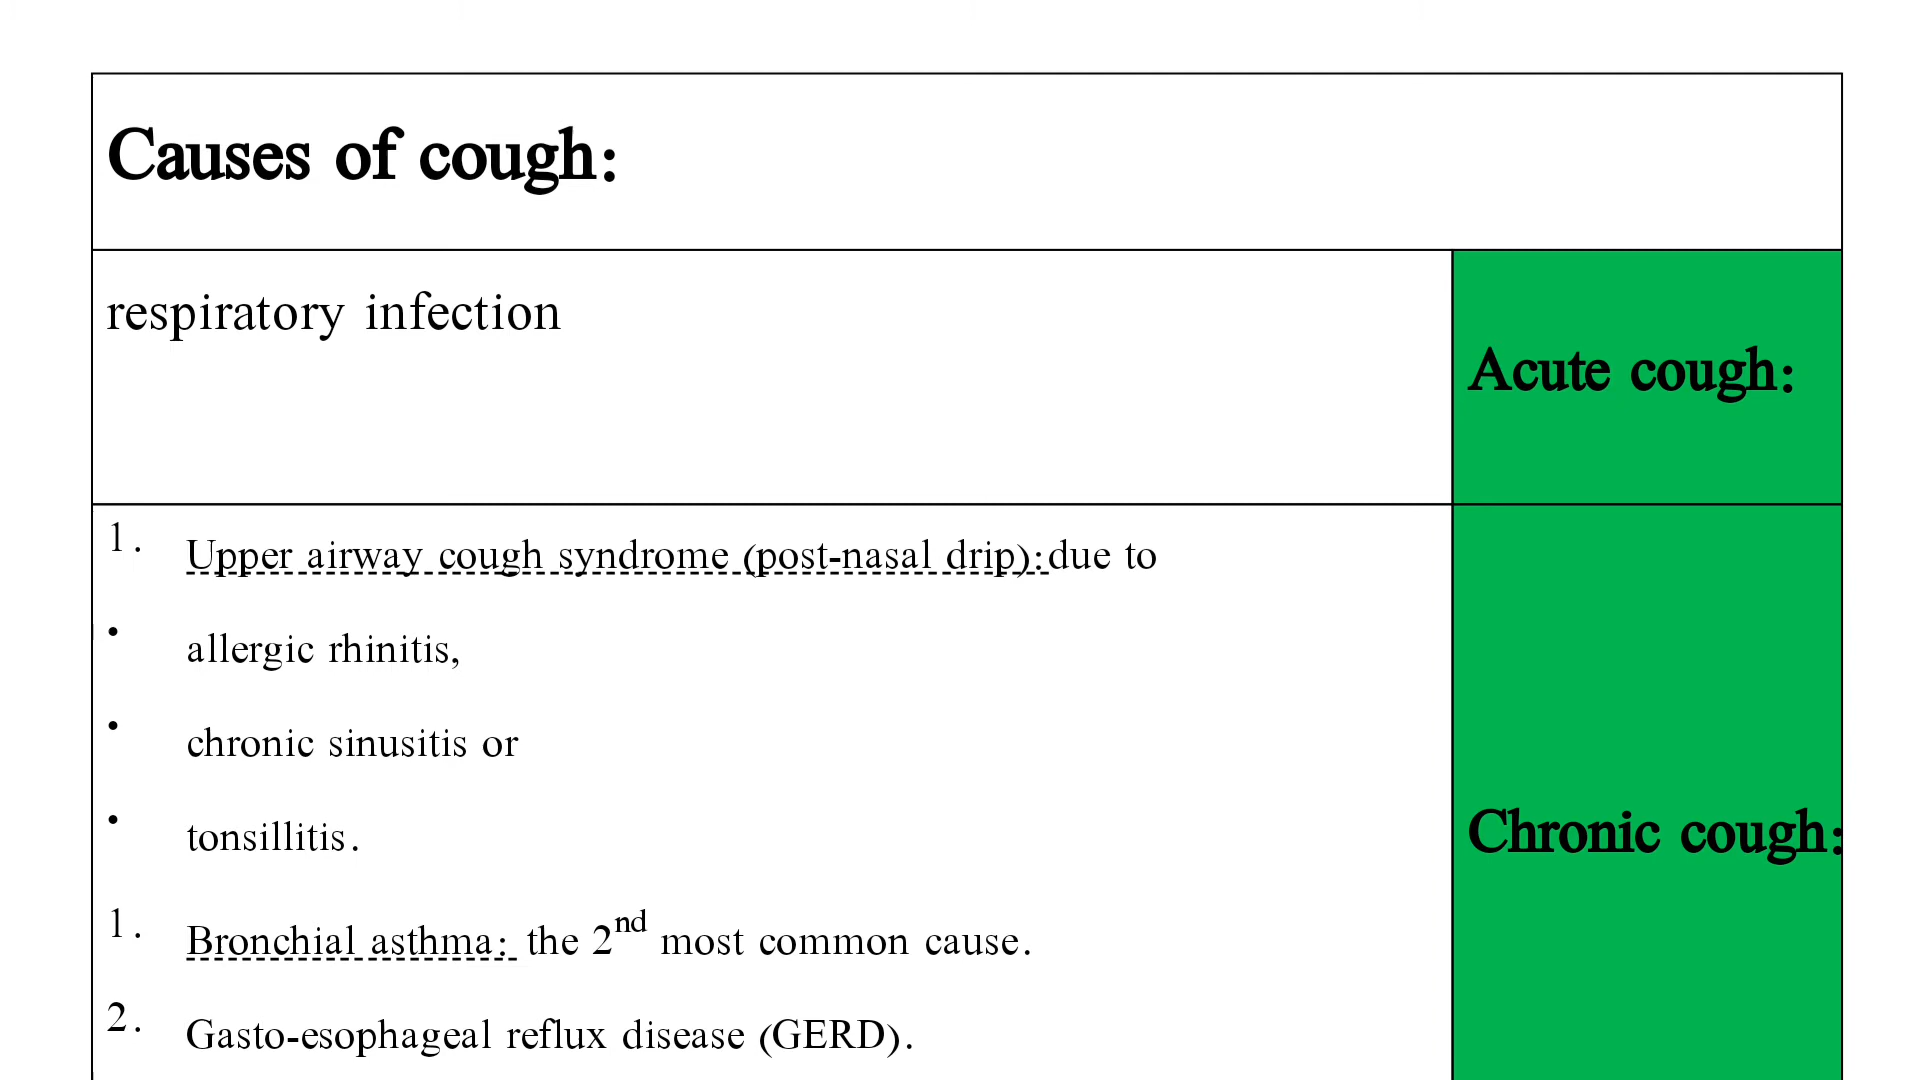 Causes of cough:
respiratory infection
Acute cough:
1. Upper airway cough syndrome (post-nasal drip):due to
• allergic rhinitis,
• chronic sinusitis or
• tonsillitis.
1. Bronchial asthma: the 2nd most common cause.
2. Gasto-esophageal reflux disease (GERD).
Chronic cough: